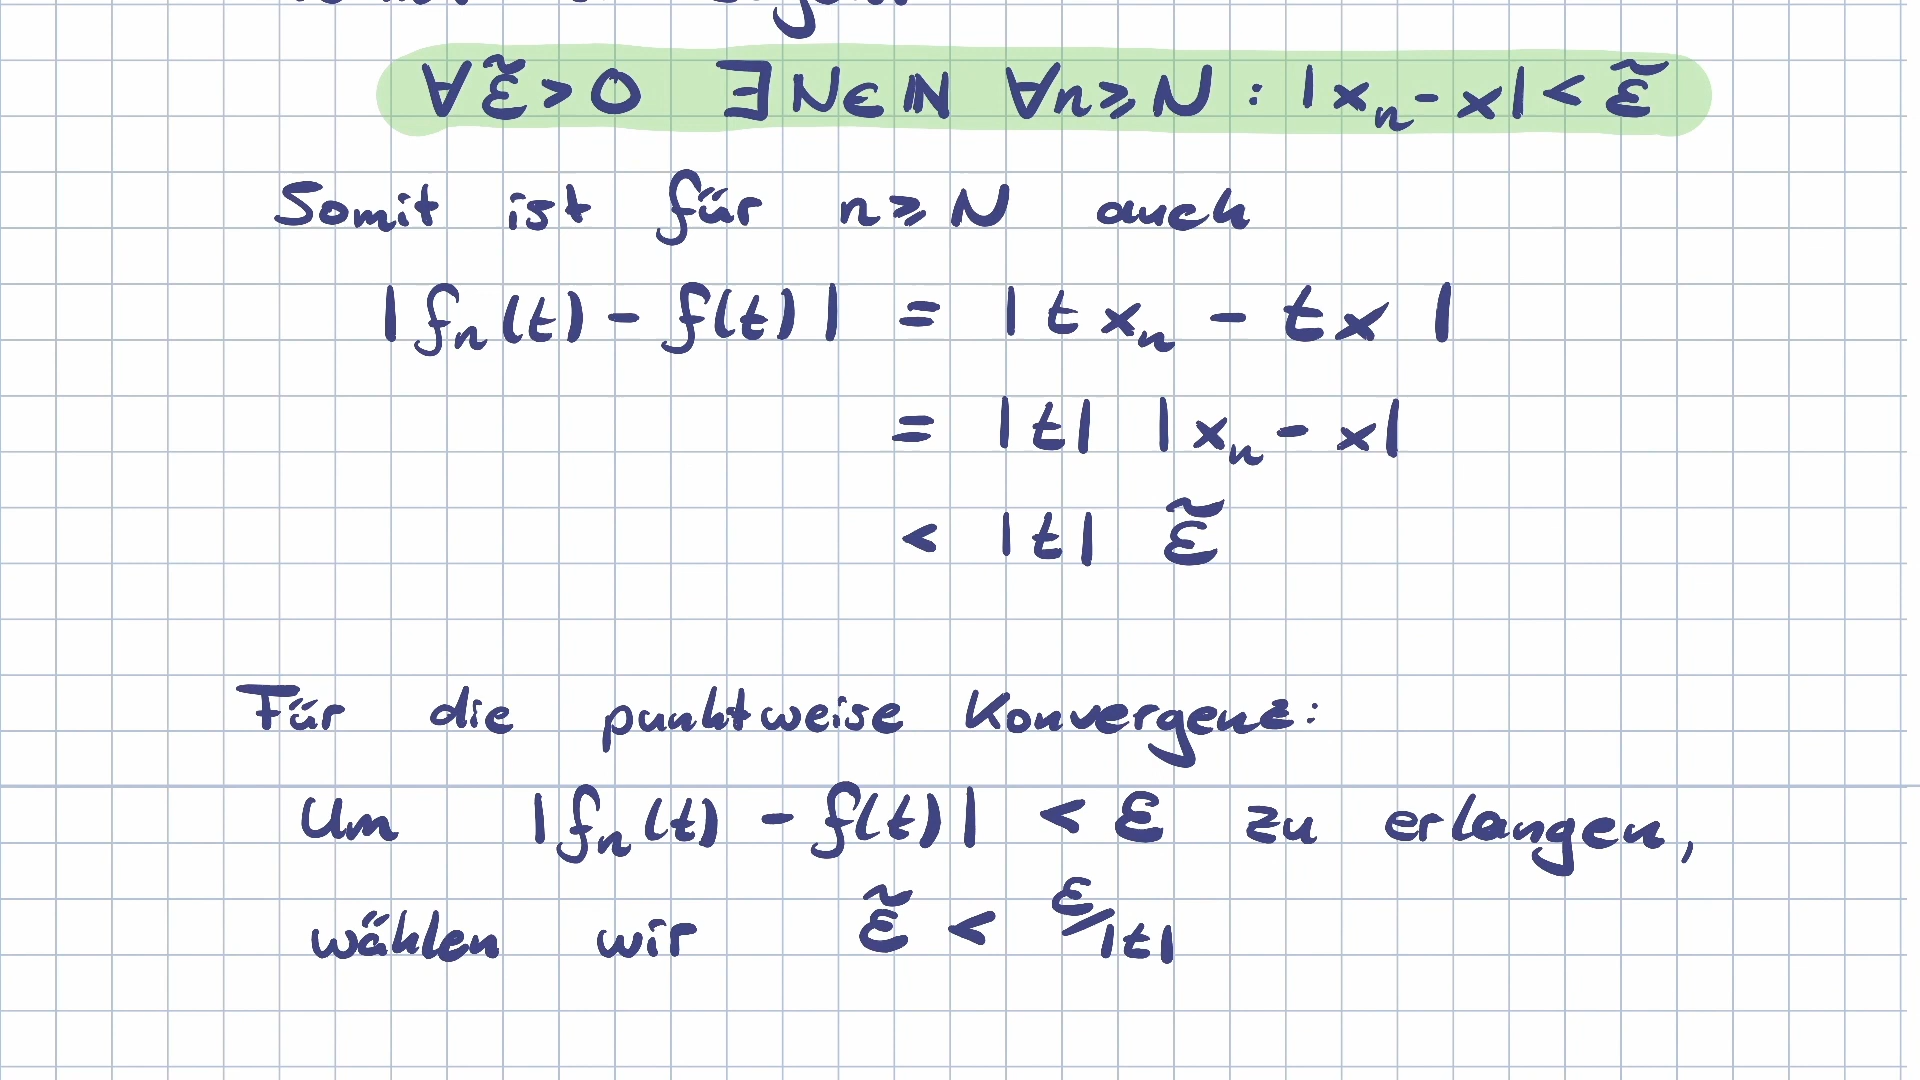 ∀ε̃ > 0 ∃N∈ℕ ∀n⩾N : |xₙ - x| < ε̃
Somit ist für n⩾N auch
|fₙ(t) - f(t)| = |t xₙ - tx|
= |t| |xₙ - x|
< |t| ε̃
Für die punktweise Konvergenz:
Um |fₙ(t) - f(t)| < ε zu erlangen,
wählen wir ε̃ < ε/|t|